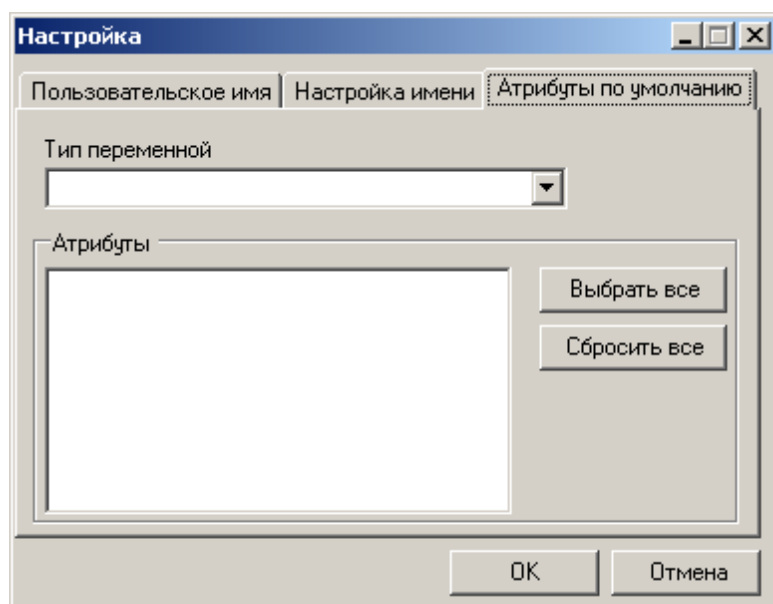 Настройка
Пользовательское имя Настройка имени Атрибуты по умолчанию
Тип переменной
Атрибуты
Выбрать все
Сбросить все
OK Отмена